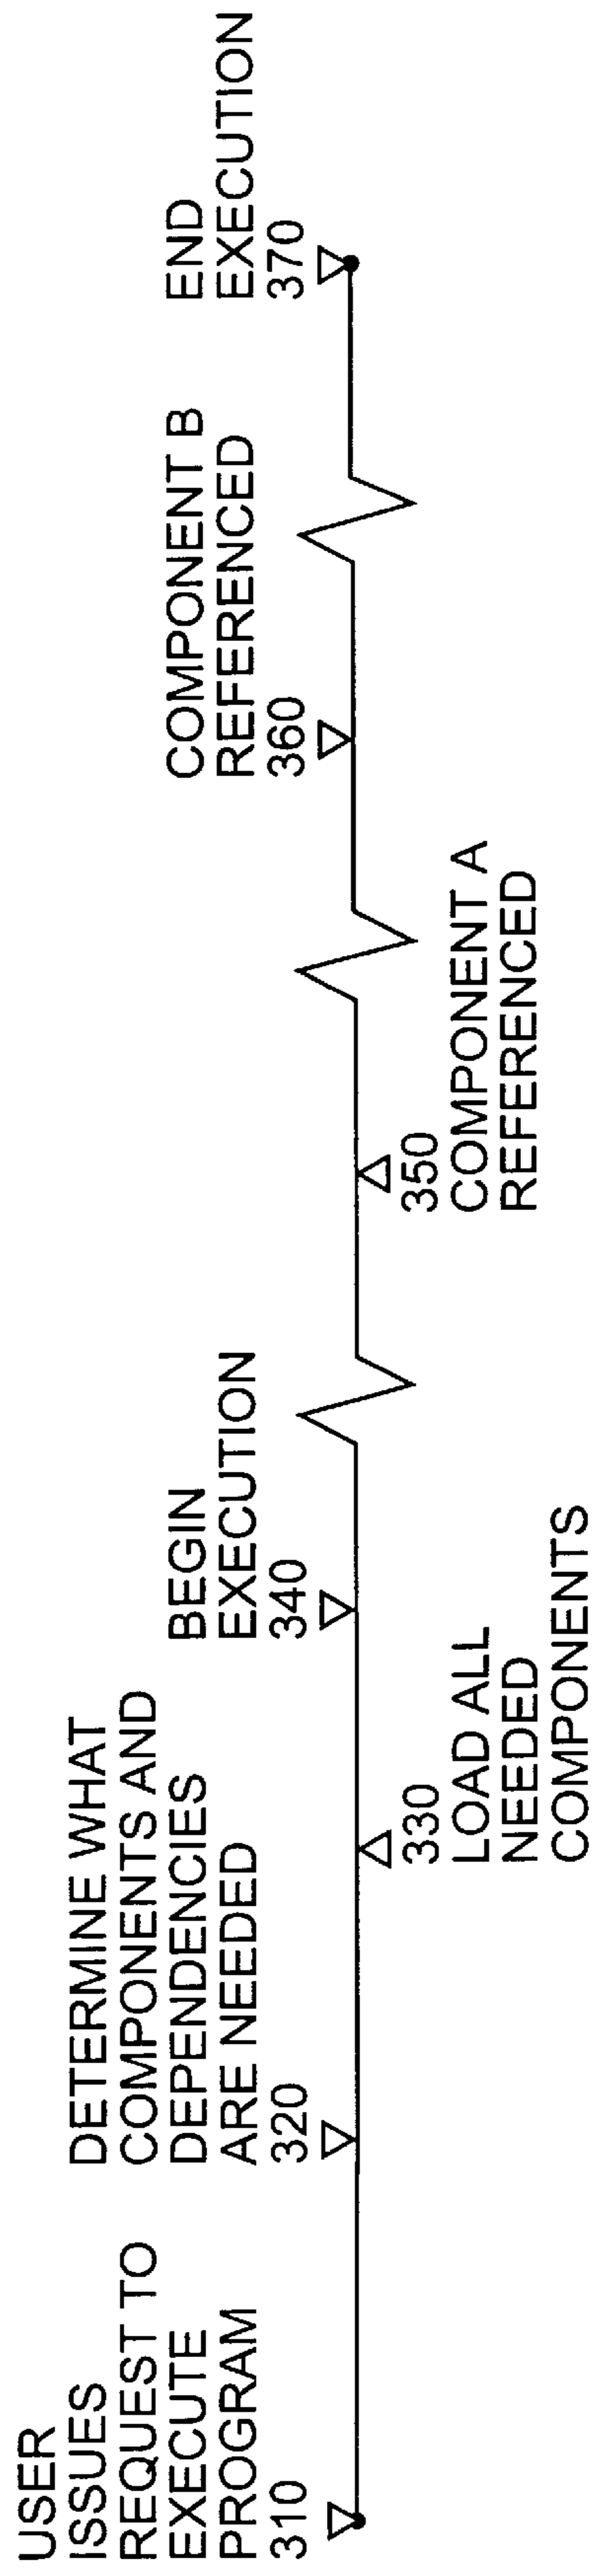 USER
ISSUES
REQUEST TO
EXECUTE
PROGRAM
310
DETERMINE WHAT
COMPONENTS AND
DEPENDENCIES
ARE NEEDED
320
330
LOAD ALL
NEEDED
COMPONENTS
BEGIN
EXECUTION
340
350
COMPONENT A
REFERENCED
COMPONENT B
REFERENCED
360
END
EXECUTION
370